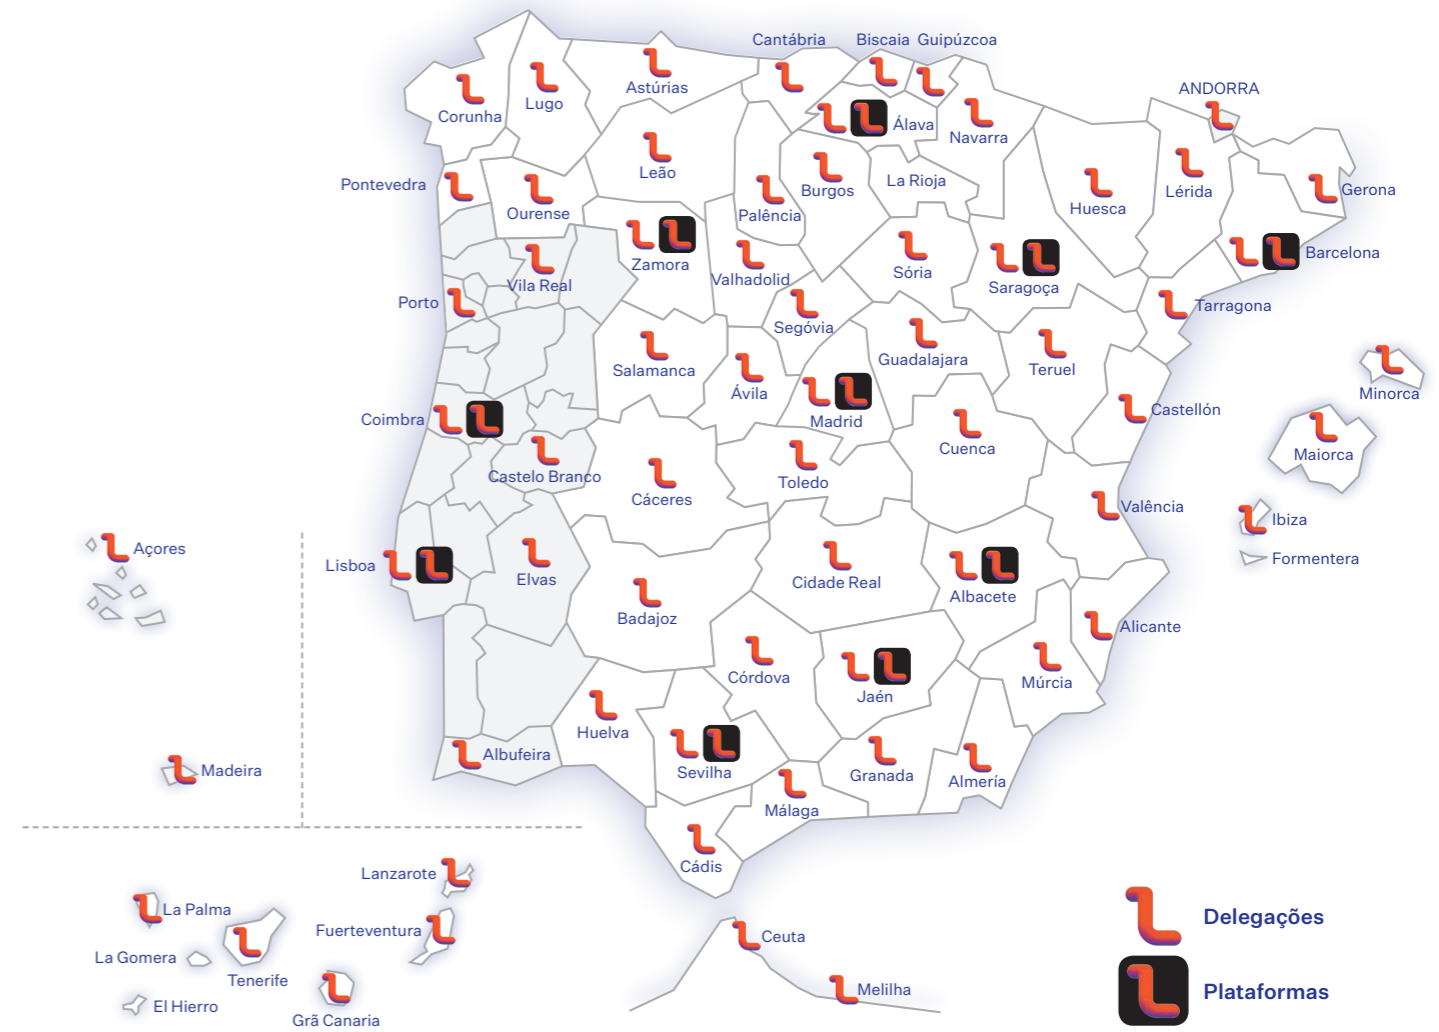 Cantábria
Biscaia
Guipúzcoa
Corunha
Lugo
Astúrias
ANDORRA
Álava
Navarra
Pontevedra
Ourense
Leão
Palência
Burgos
La Rioja
Huesca
Lérida
Gerona
Zamora
Vila Real
Valhadolid
Sória
Saragoça
Barcelona
Porto
Segóvia
Tarragona
Salamanca
Ávila
Guadalajara
Teruel
Minorca
Coimbra
Madrid
Castellón
Maiorca
Castelo Branco
Cáceres
Toledo
Cuenca
Valência
Ibiza
Formentera
Açores
Lisboa
Elvas
Badajoz
Cidade Real
Albacete
Alicante
Córdova
Jaén
Múrcia
Huelva
Albufeira
Sevilha
Granada
Almería
Madeira
Málaga
Cádis
Lanzarote
La Palma
Fuerteventura
La Gomera
Tenerife
El Hierro
Grã Canaria
Ceuta
Melilha
Delegações
Plataformas